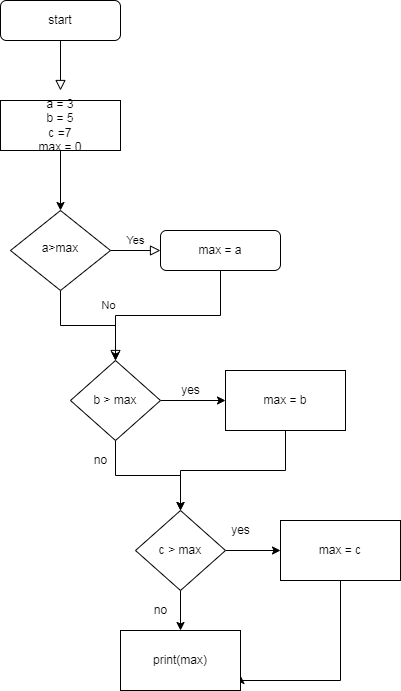 start
a = 3
b = 5
c =7
max = 0
a>max
Yes
max = a
No
b > max
yes
max = b
no
c > max
yes
max = c
no
print(max)